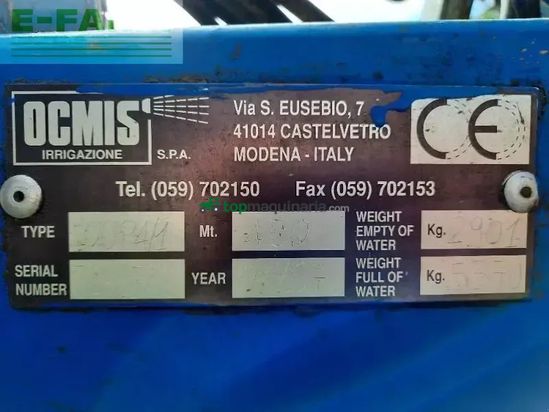 E-FA
OCMIS
IRRIGAZIONE
S.P.A.
Via S. EUSEBIO, 7
41014 CASTELVETRO
MODENA - ITALY
CE
Tel. (059) 702150 Fax (059) 702153
topmaquinaria.com
TYPE Mt. WEIGHT EMPTY OF WATER Kg. 2951
SERIAL NUMBER YEAR WEIGHT FULL OF WATER Kg.